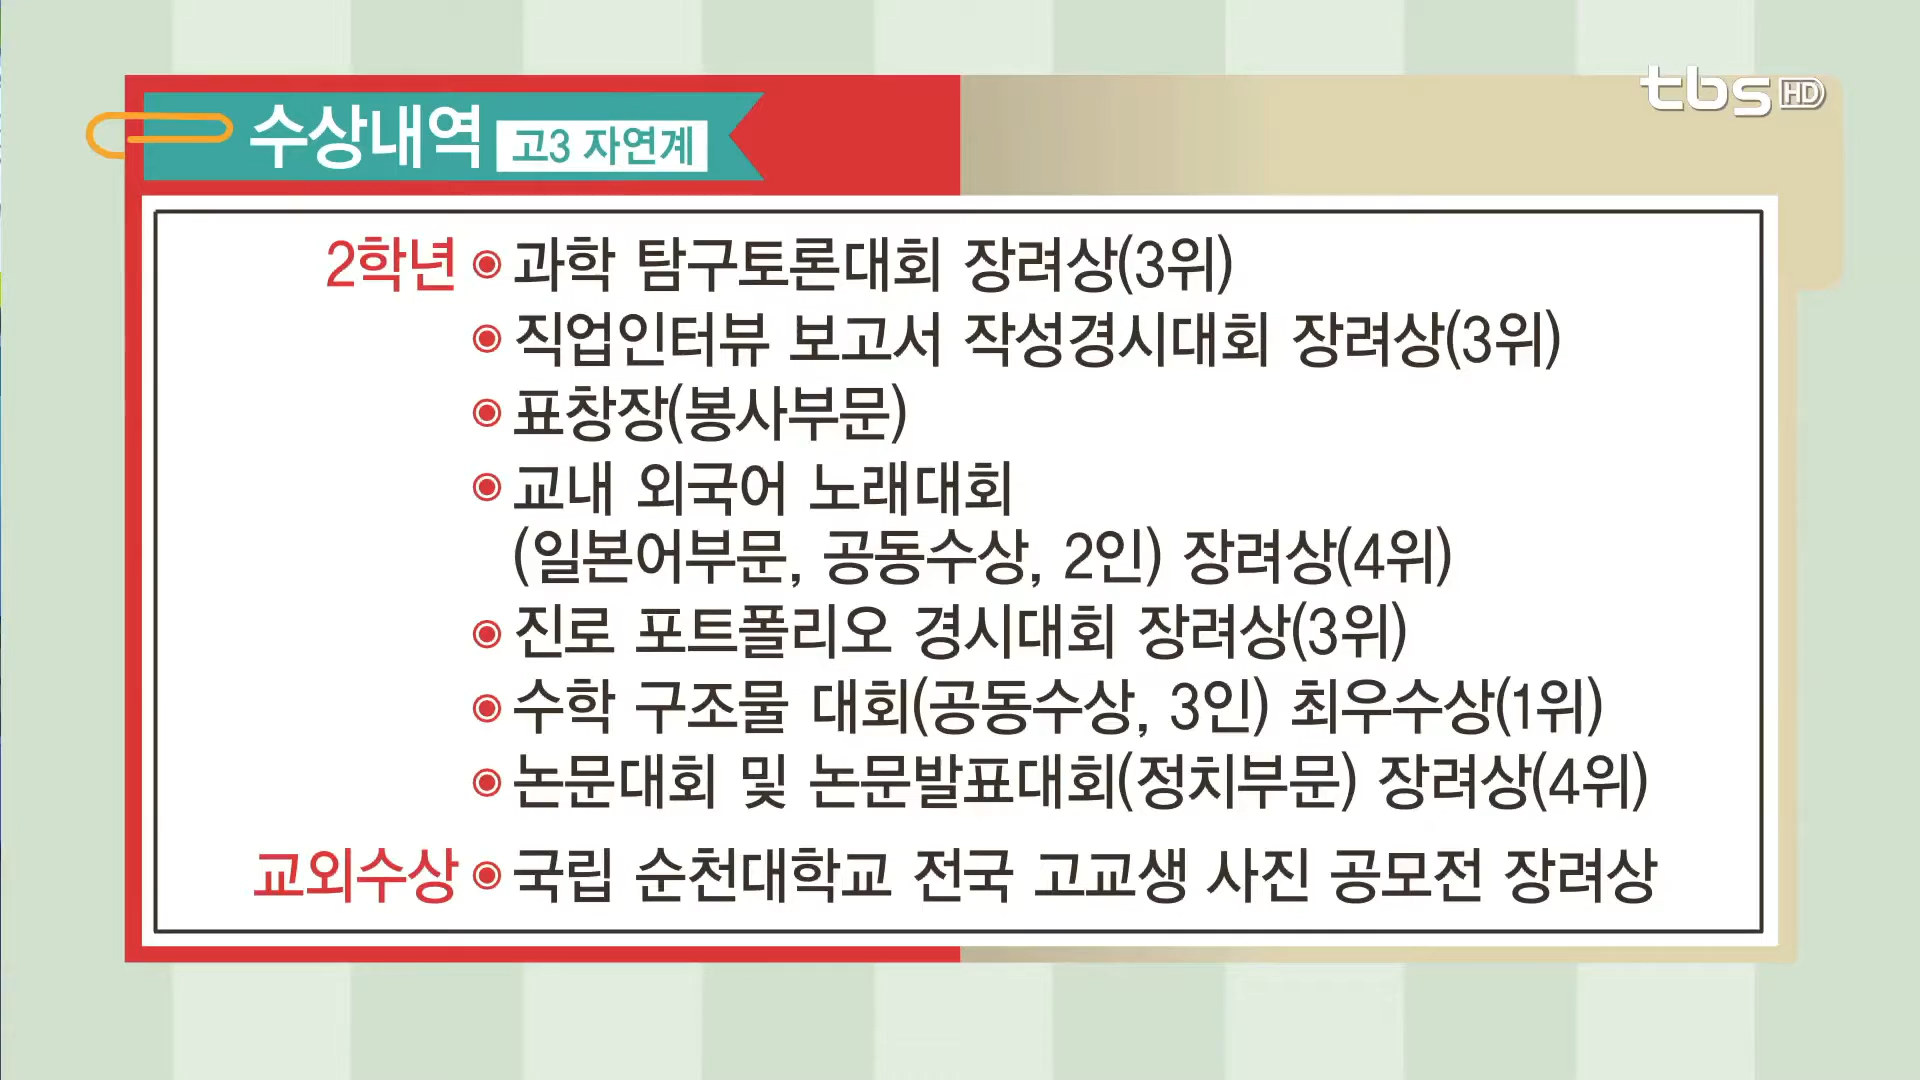 tbs HD
수상내역 고3 자연계
2학년 ◉ 과학 탐구토론대회 장려상(3위)
◉ 직업인터뷰 보고서 작성경시대회 장려상(3위)
◉ 표창장(봉사부문)
◉ 교내 외국어 노래대회
(일본어부문, 공동수상, 2인) 장려상(4위)
◉ 진로 포트폴리오 경시대회 장려상(3위)
◉ 수학 구조물 대회(공동수상, 3인) 최우수상(1위)
◉ 논문대회 및 논문발표대회(정치부문) 장려상(4위)
교외수상 ◉ 국립 순천대학교 전국 고교생 사진 공모전 장려상